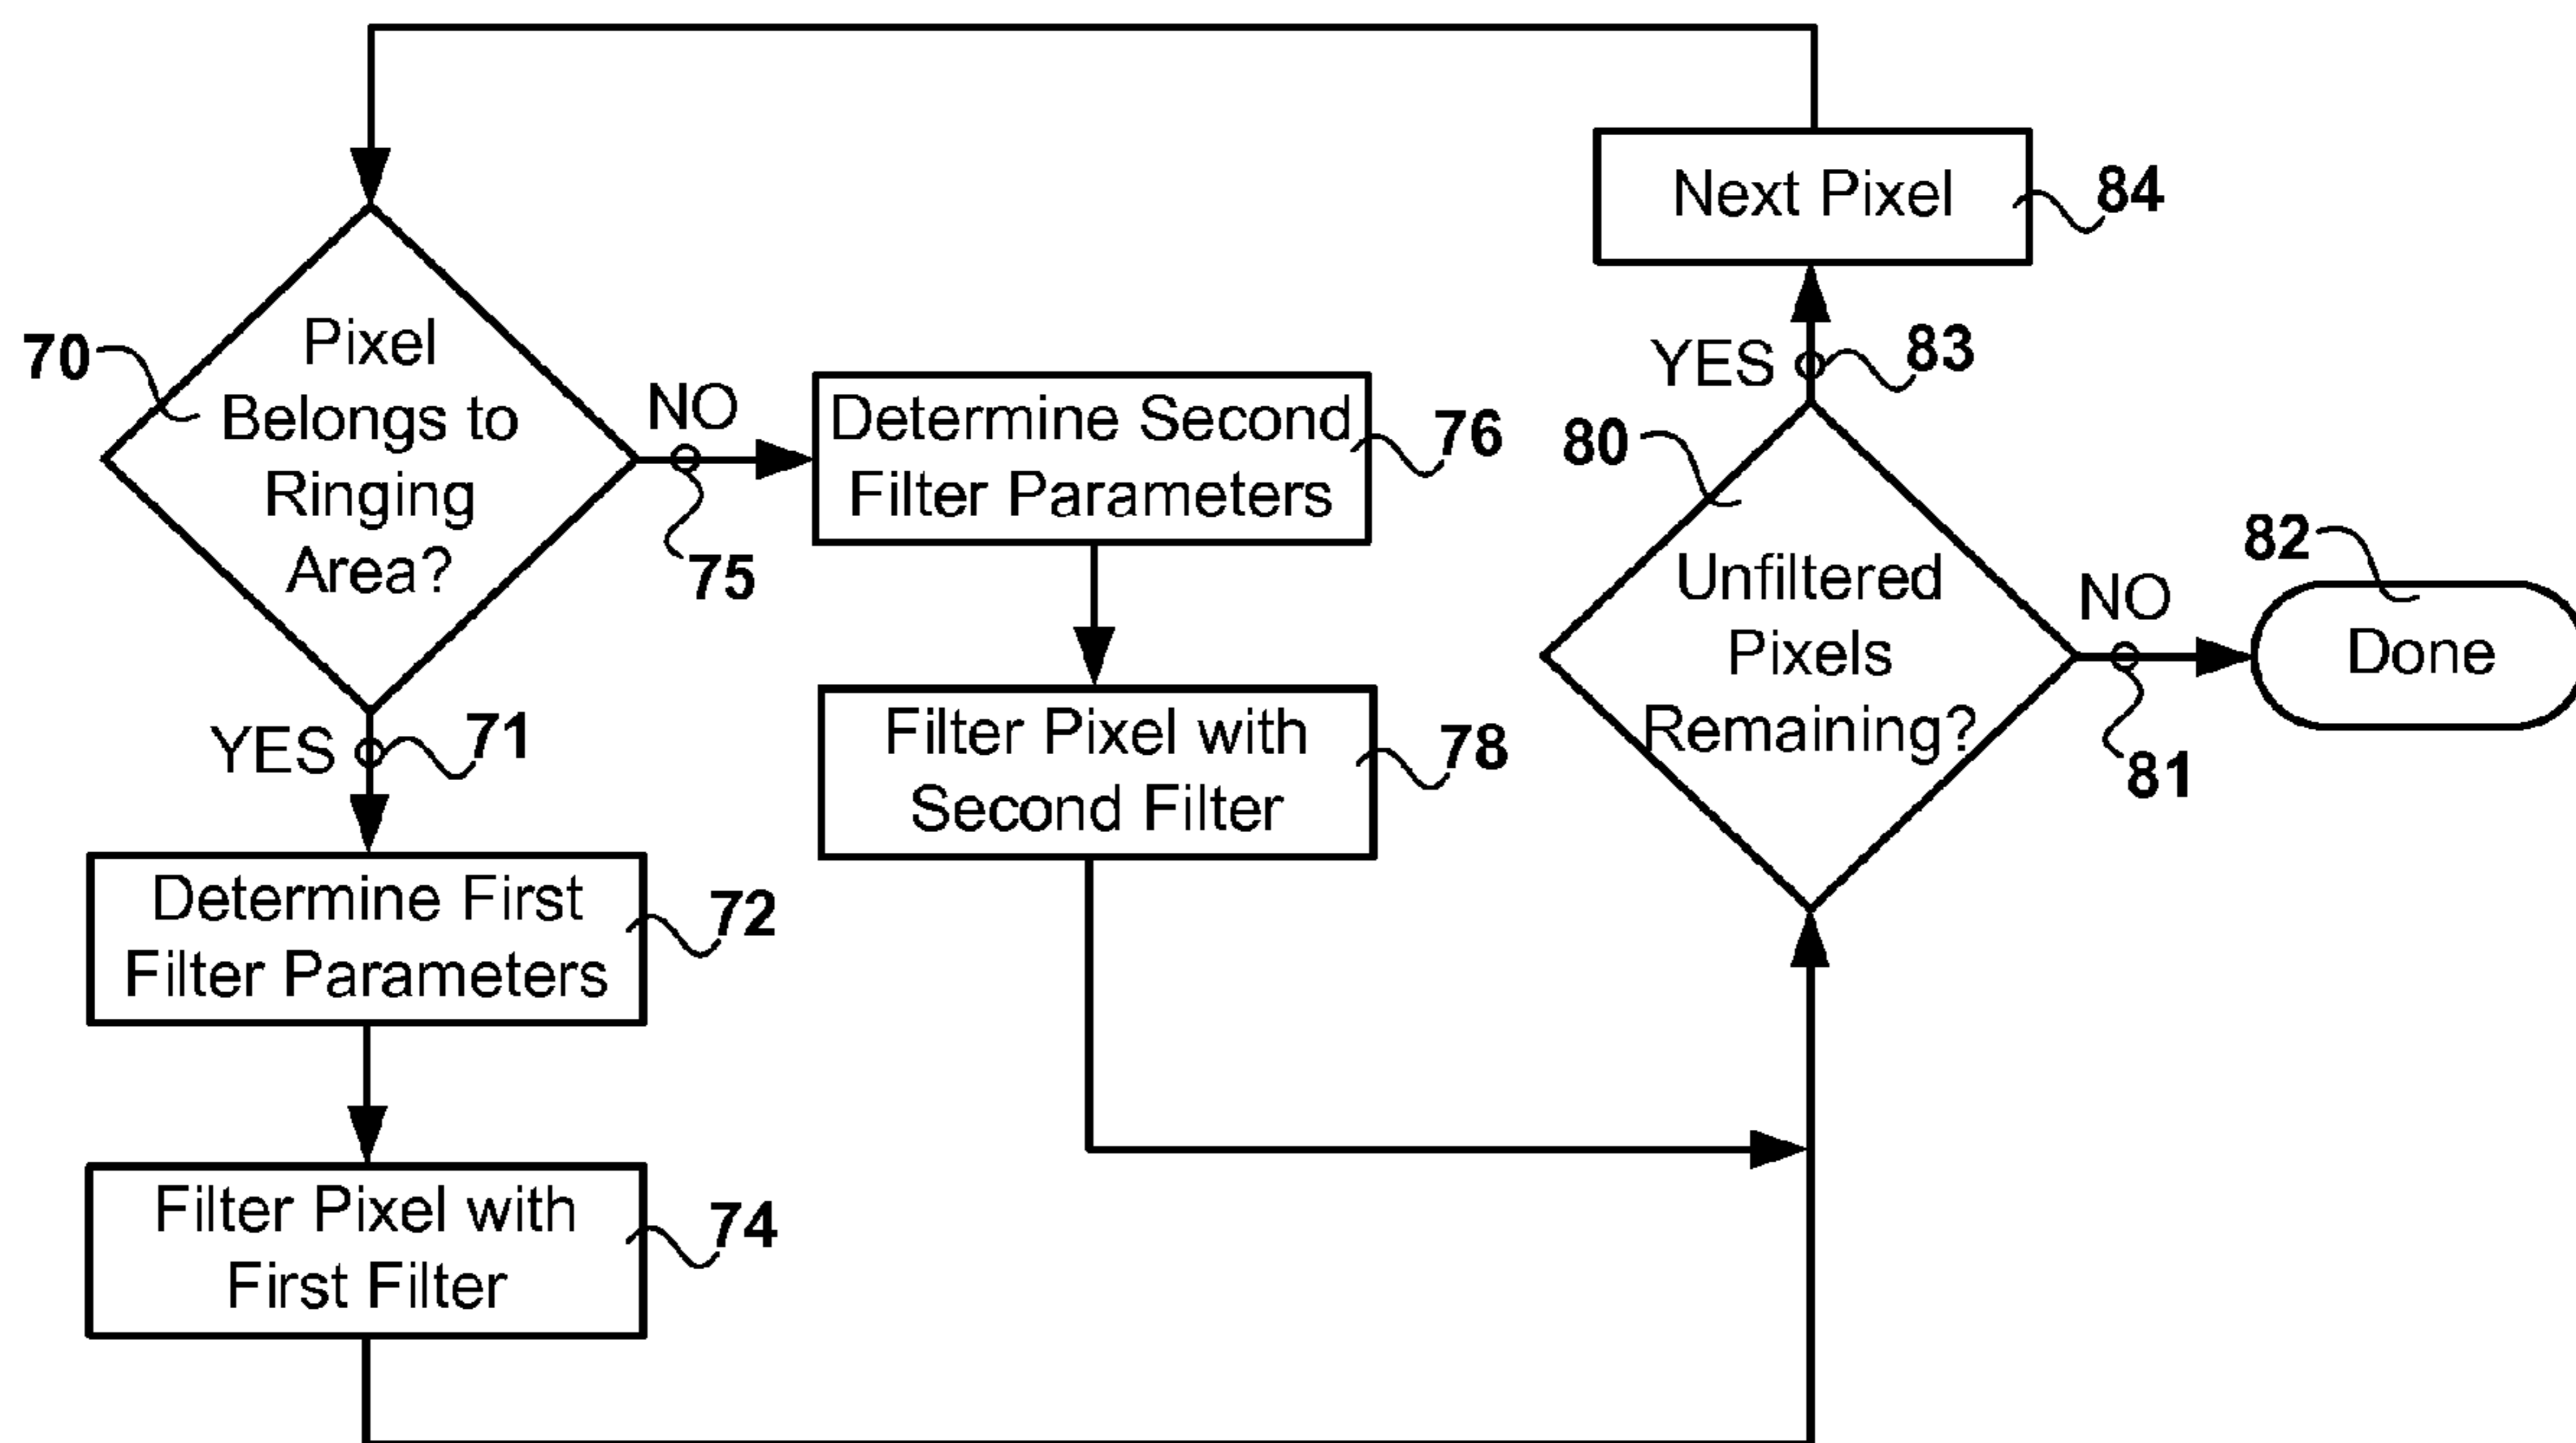 70
Pixel
Belongs to
Ringing
Area?
YES
71
Determine First
Filter Parameters
72
Filter Pixel with
First Filter
74
NO
75
Determine Second
Filter Parameters
76
Filter Pixel with
Second Filter
78
80
Unfiltered
Pixels
Remaining?
NO
81
82
Done
YES
83
Next Pixel
84